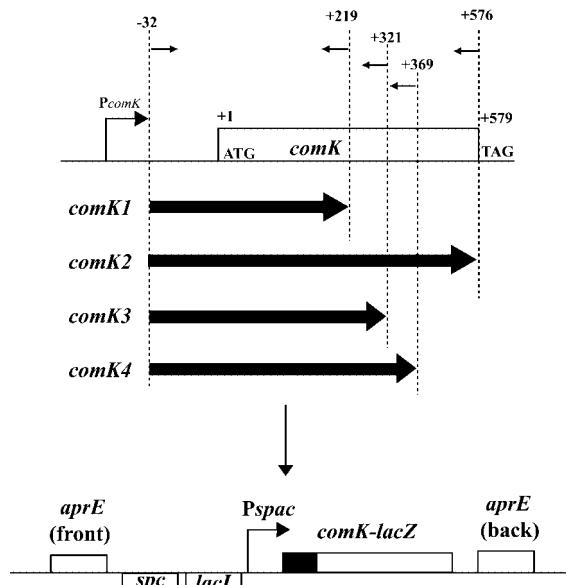 -32
+219
+576
+321
+369
PcomK
+1
+579
ATG
comK
TAG
comK1
comK2
comK3
comK4
aprE
(front)
Pspac
comK-lacZ
aprE
(back)
spc
lacI